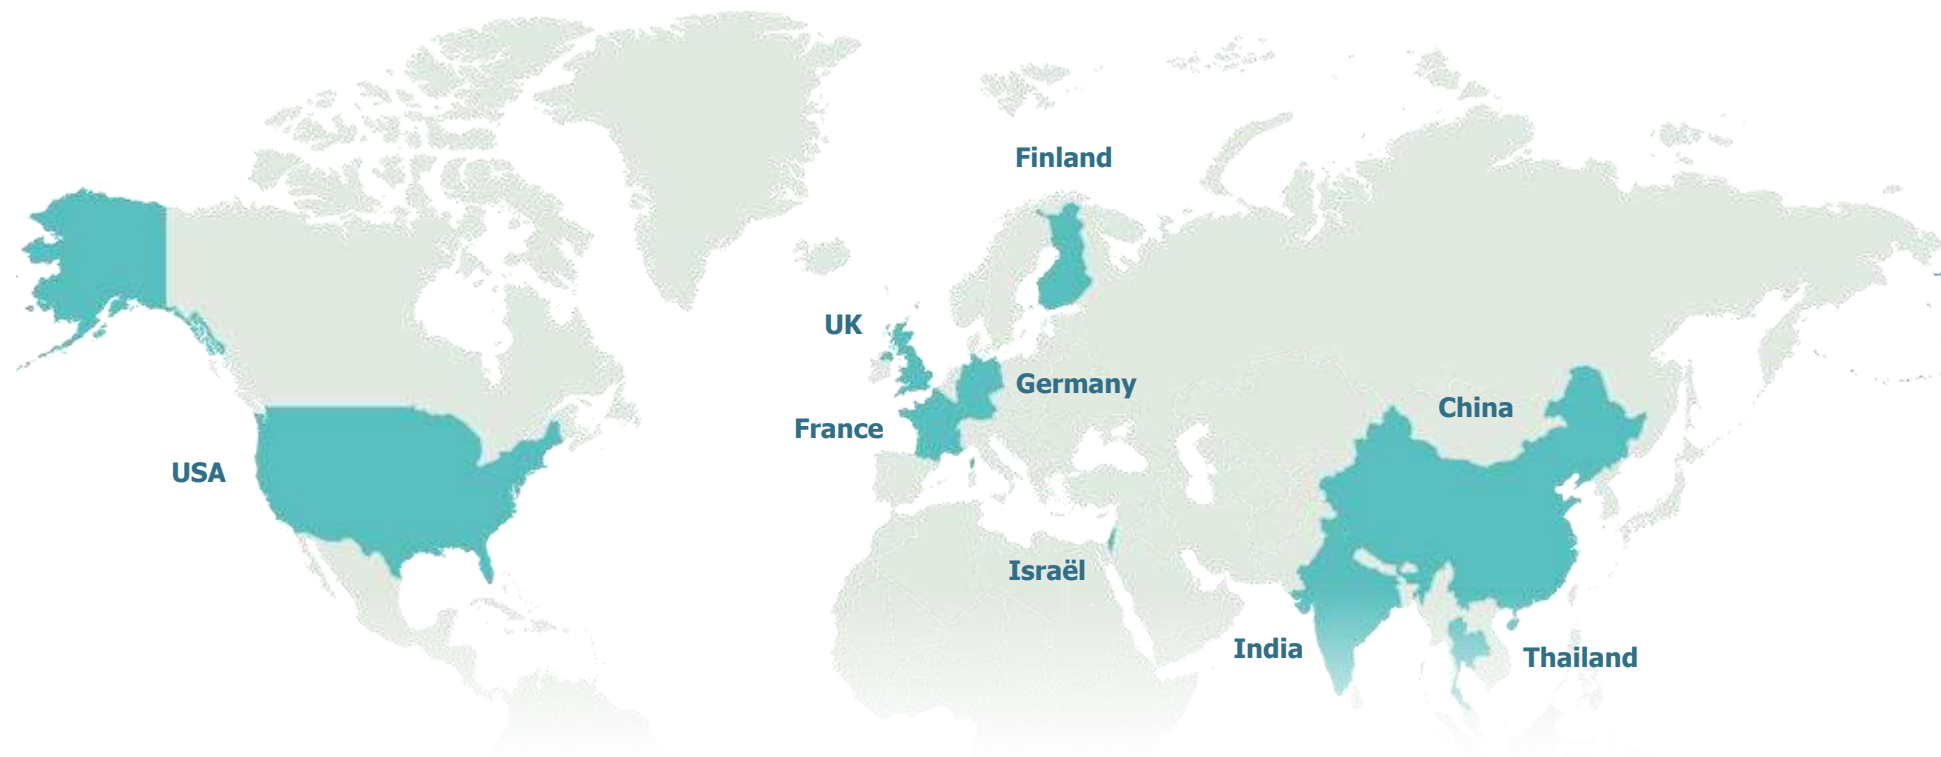 Finland
UK
Germany
China
France
USA
Israël
India
Thailand